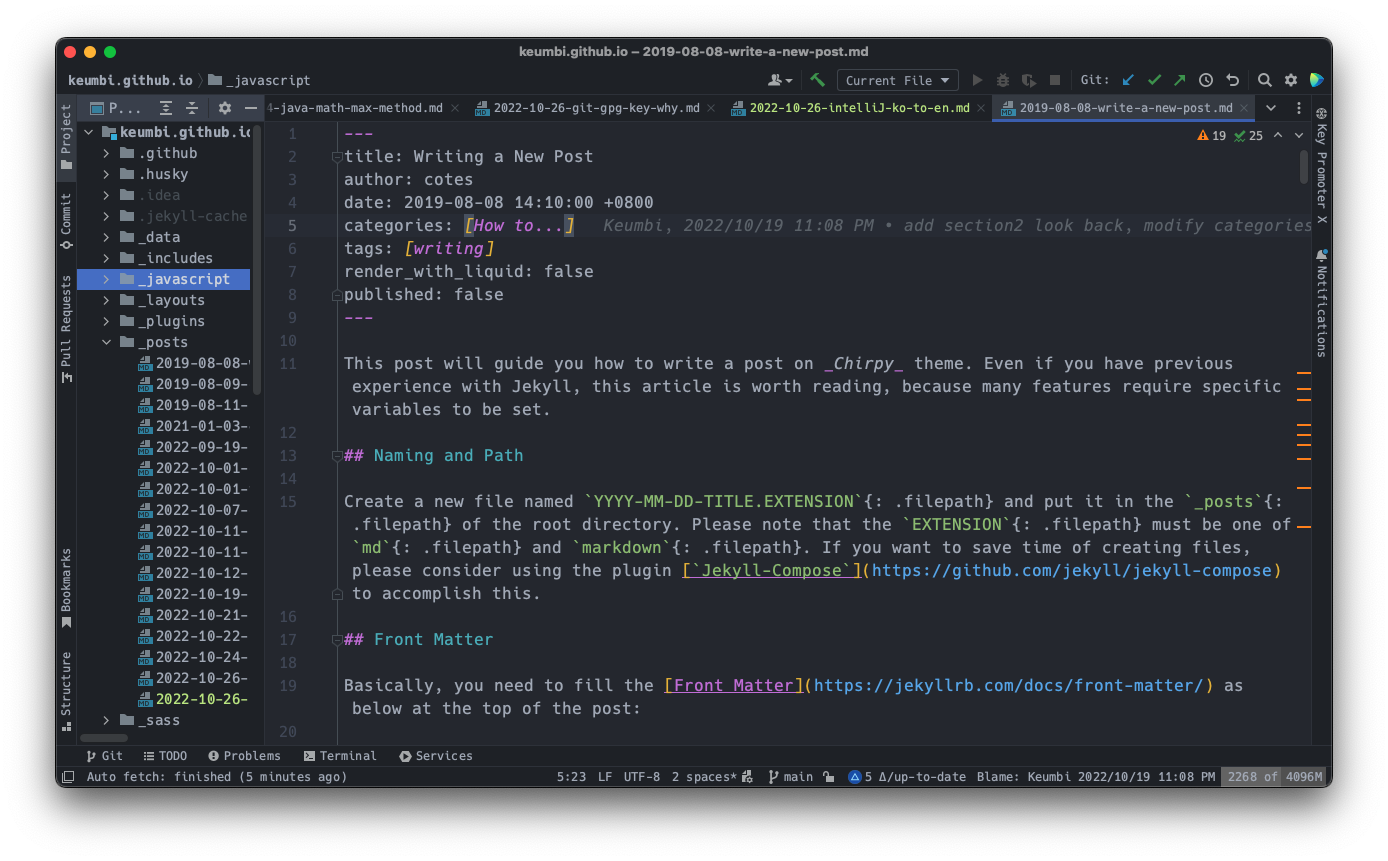 keumbi.github.io – 2019-08-08-write-a-new-post.md
keumbi.github.io
_javascript
Current File
Git:
P...
4-java-math-max-method.md
2022-10-26-git-gpg-key-why.md
2022-10-26-intelliJ-ko-to-en.md
2019-08-08-write-a-new-post.md
Project
Commit
Pull Requests
Bookmarks
Structure
keumbi.github.io
.github
.husky
.idea
.jekyll-cache
_data
_includes
_javascript
_layouts
_plugins
_posts
2019-08-08-
2019-08-09-
2019-08-11-
2021-01-03-
2022-09-19-
2022-10-01-
2022-10-01-
2022-10-07-
2022-10-11-
2022-10-11-
2022-10-12-
2022-10-19-
2022-10-21-
2022-10-22-
2022-10-24-
2022-10-26-
2022-10-26-
_sass
19 25
1 ---
2 title: Writing a New Post
3 author: cotes
4 date: 2019-08-08 14:10:00 +0800
5 categories: [How to...] Keumbi, 2022/10/19 11:08 PM • add section2 look back, modify categories
6 tags: [writing]
7 render_with_liquid: false
8 published: false
9 ---
10
11 This post will guide you how to write a post on _Chirpy_ theme. Even if you have previous
experience with Jekyll, this article is worth reading, because many features require specific
variables to be set.
12
13 ## Naming and Path
14
15 Create a new file named `YYYY-MM-DD-TITLE.EXTENSION`{: .filepath} and put it in the `_posts`{:
.filepath} of the root directory. Please note that the `EXTENSION`{: .filepath} must be one of
`md`{: .filepath} and `markdown`{: .filepath}. If you want to save time of creating files,
please consider using the plugin [`Jekyll-Compose`](https://github.com/jekyll/jekyll-compose)
to accomplish this.
16
17 ## Front Matter
18
19 Basically, you need to fill the [Front Matter](https://jekyllrb.com/docs/front-matter/) as
below at the top of the post:
20
Key Promoter X
Notifications
Git
TODO
Problems
Terminal
Services
Auto fetch: finished (5 minutes ago)
5:23
LF
UTF-8
2 spaces*
main
5 Δ/up-to-date
Blame: Keumbi 2022/10/19 11:08 PM
2268 of 4096M